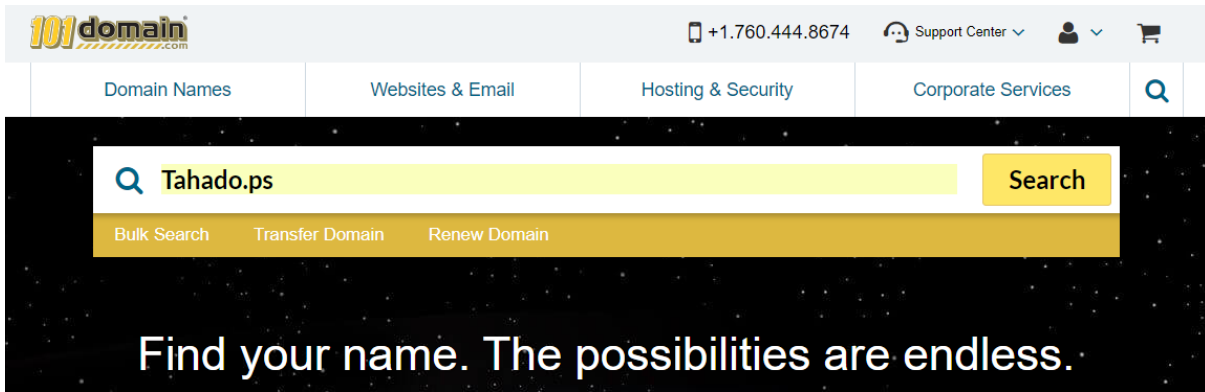 101domain
.com
+1.760.444.8674 Support Center
Domain Names Websites & Email Hosting & Security Corporate Services
Tahado.ps Search
Bulk Search Transfer Domain Renew Domain
Find your name. The possibilities are endless.